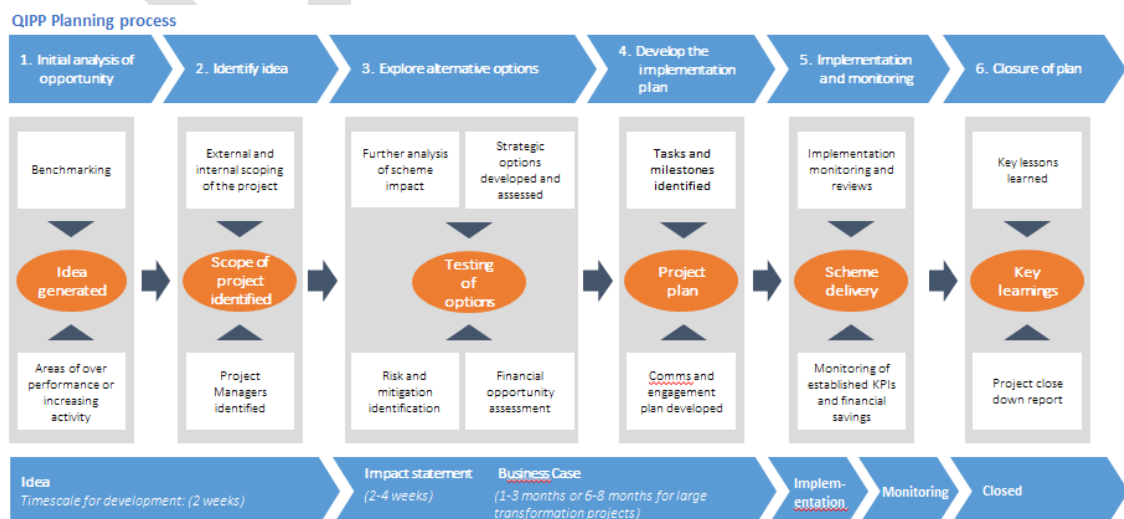 QIPP Planning process
1. Initial analysis of
opportunity
2. Identify idea
3. Explore alternative options
4. Develop the
implementation
plan
5. Implementation
and monitoring
6. Closure of plan
Benchmarking
External and
internal scoping
of the project
Further analysis
of scheme
impact
Strategic
options
developed and
assessed
Tasks and
milestones
identified
Implementation
monitoring and
reviews
Key lessons
learned
Idea
generated
Scope of
project
identified
Testing
of
options
Project
plan
Scheme
delivery
Key
learnings
Areas of over
performance or
increasing
activity
Project
Managers
identified
Risk and
mitigation
identification
Financial
opportunity
assessment
Comms and
engagement
plan developed
Monitoring of
established KPIs
and financial
savings
Project close
down report
Idea
Timescale for development: (2 weeks)
Impact statement
(2-4 weeks)
Business Case
(1-3 months or 6-8 months for large
transformation projects)
Implem-
entation
Monitoring
Closed